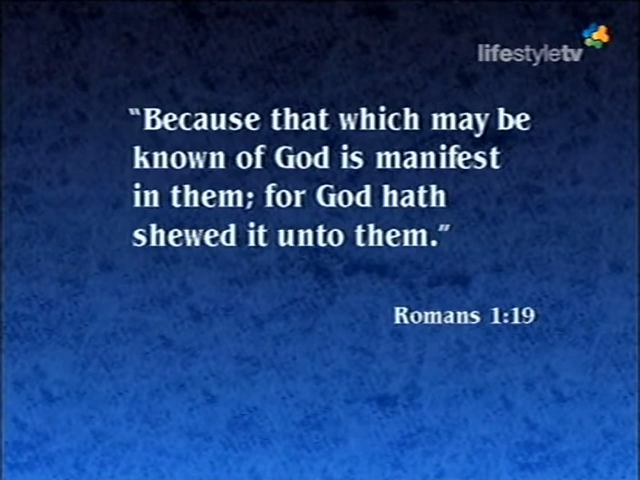 lifestyletv
“Because that which may be
known of God is manifest
in them; for God hath
shewed it unto them.”
Romans 1:19